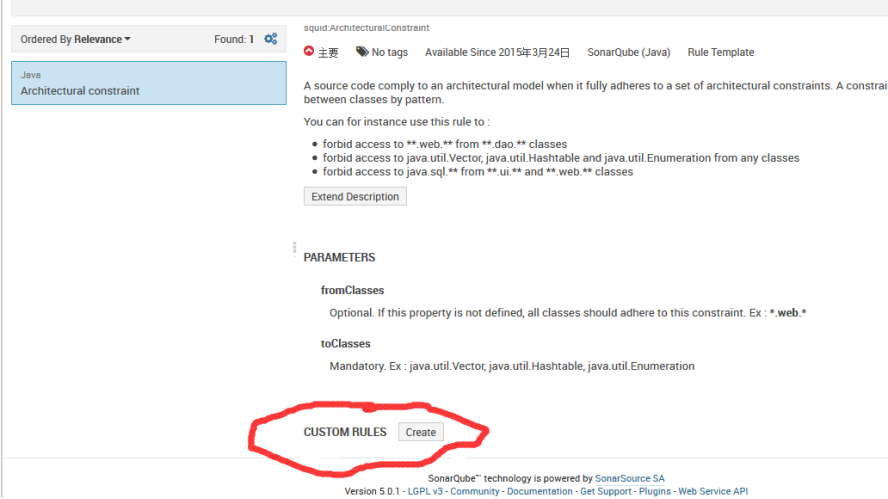 squid:ArchitecturalConstraint
Ordered By Relevance Found: 1
主要 No tags Available Since 2015年3月24日 SonarQube (Java) Rule Template
Java
Architectural constraint
A source code comply to an architectural model when it fully adheres to a set of architectural constraints. A constrai
between classes by pattern.
You can for instance use this rule to :
• forbid access to **.web.** from **.dao.** classes
• forbid access to java.util.Vector, java.util.Hashtable and java.util.Enumeration from any classes
• forbid access to java.sql.** from **.ui.** and **.web.** classes
Extend Description
PARAMETERS
fromClasses
Optional. If this property is not defined, all classes should adhere to this constraint. Ex : *.web.*
toClasses
Mandatory. Ex : java.util.Vector, java.util.Hashtable, java.util.Enumeration
CUSTOM RULES Create
SonarQube™ technology is powered by SonarSource SA
Version 5.0.1 - LGPL v3 - Community - Documentation - Get Support - Plugins - Web Service API